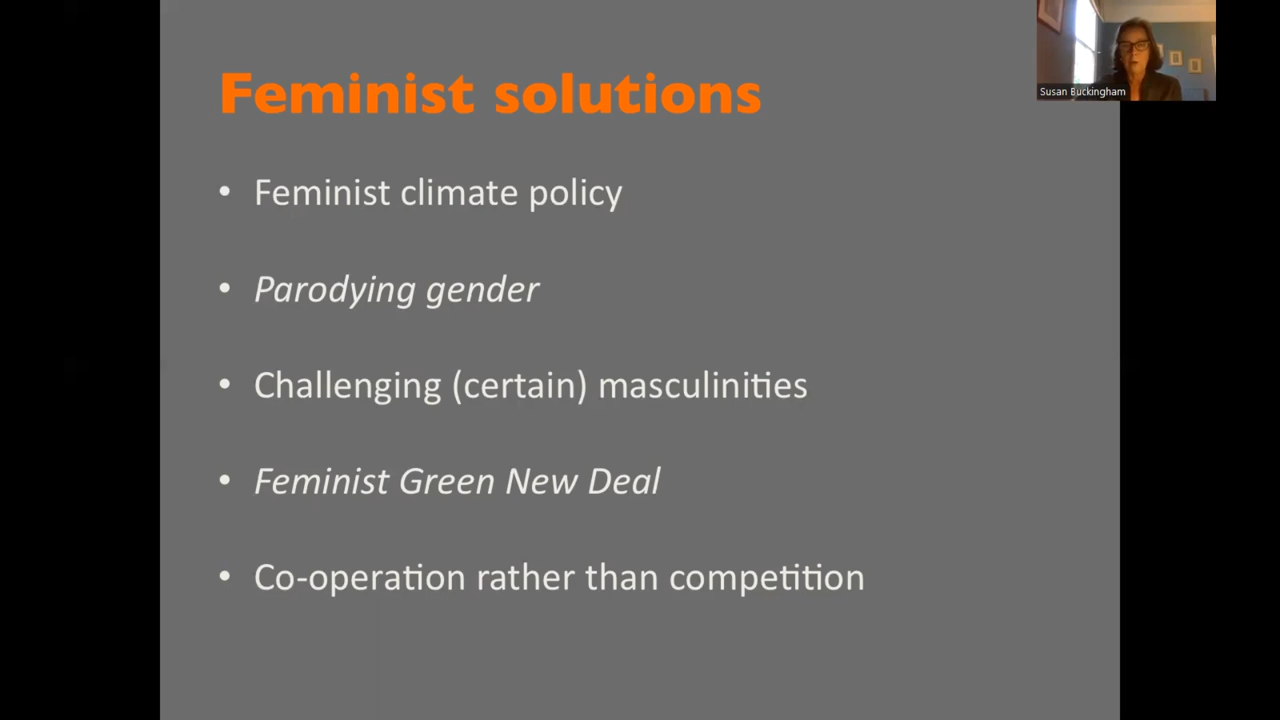 Feminist solutions
Susan Buckingham
• Feminist climate policy
• Parodying gender
• Challenging (certain) masculinities
• Feminist Green New Deal
• Co-operation rather than competition